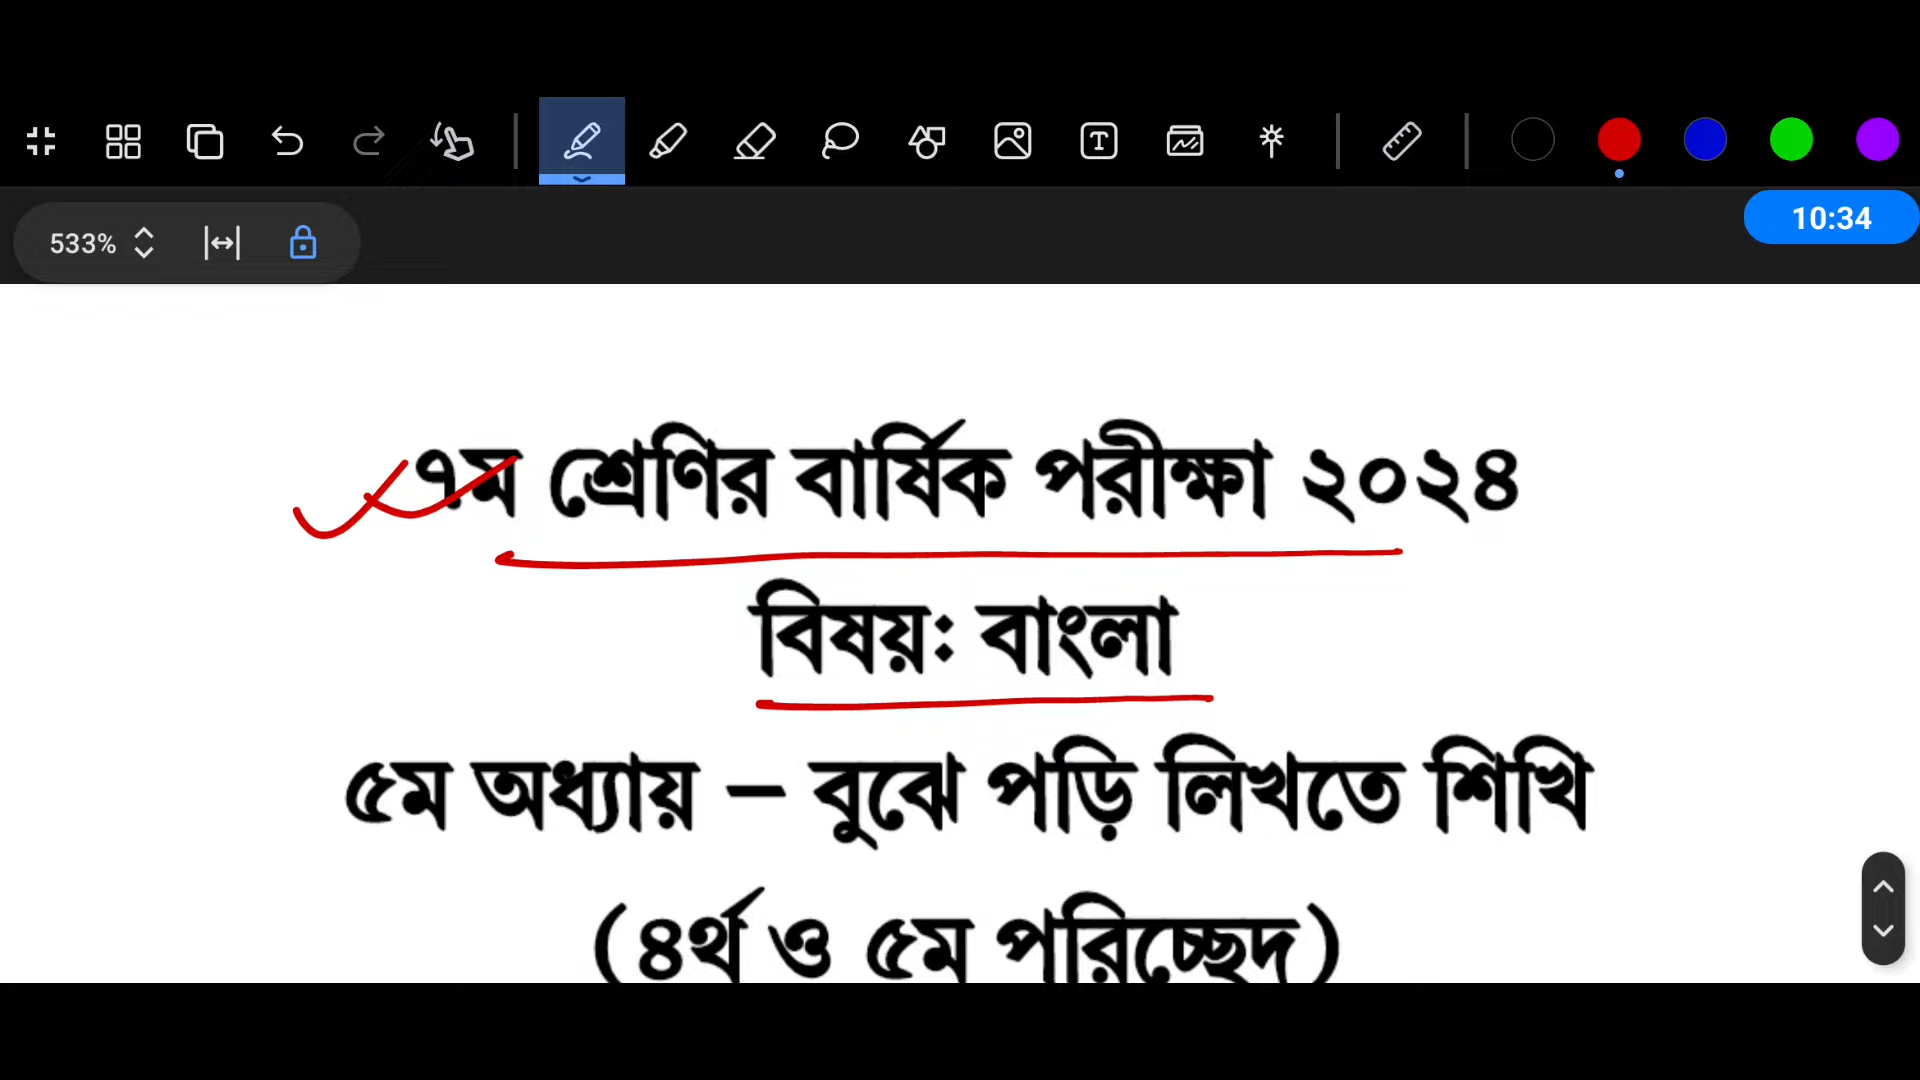 533%
10:34
৭ম শ্রেণির বার্ষিক পরীক্ষা ২০২৪
বিষয়ঃ বাংলা
৫ম অধ্যায় – বুঝে পড়ি লিখতে শিখি
(৪র্থ ও ৫ম পরিচ্ছেদ)